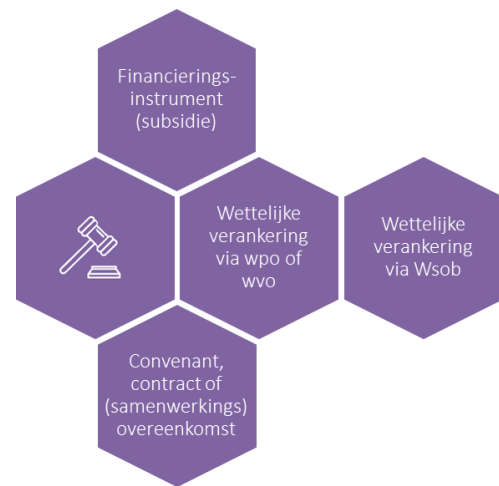 Financierings-
instrument
(subsidie)
Wettelijke
verankering
via wpo of
wvo
Wettelijke
verankering
via Wsob
Convenant,
contract of
(samenwerkings)
overeenkomst